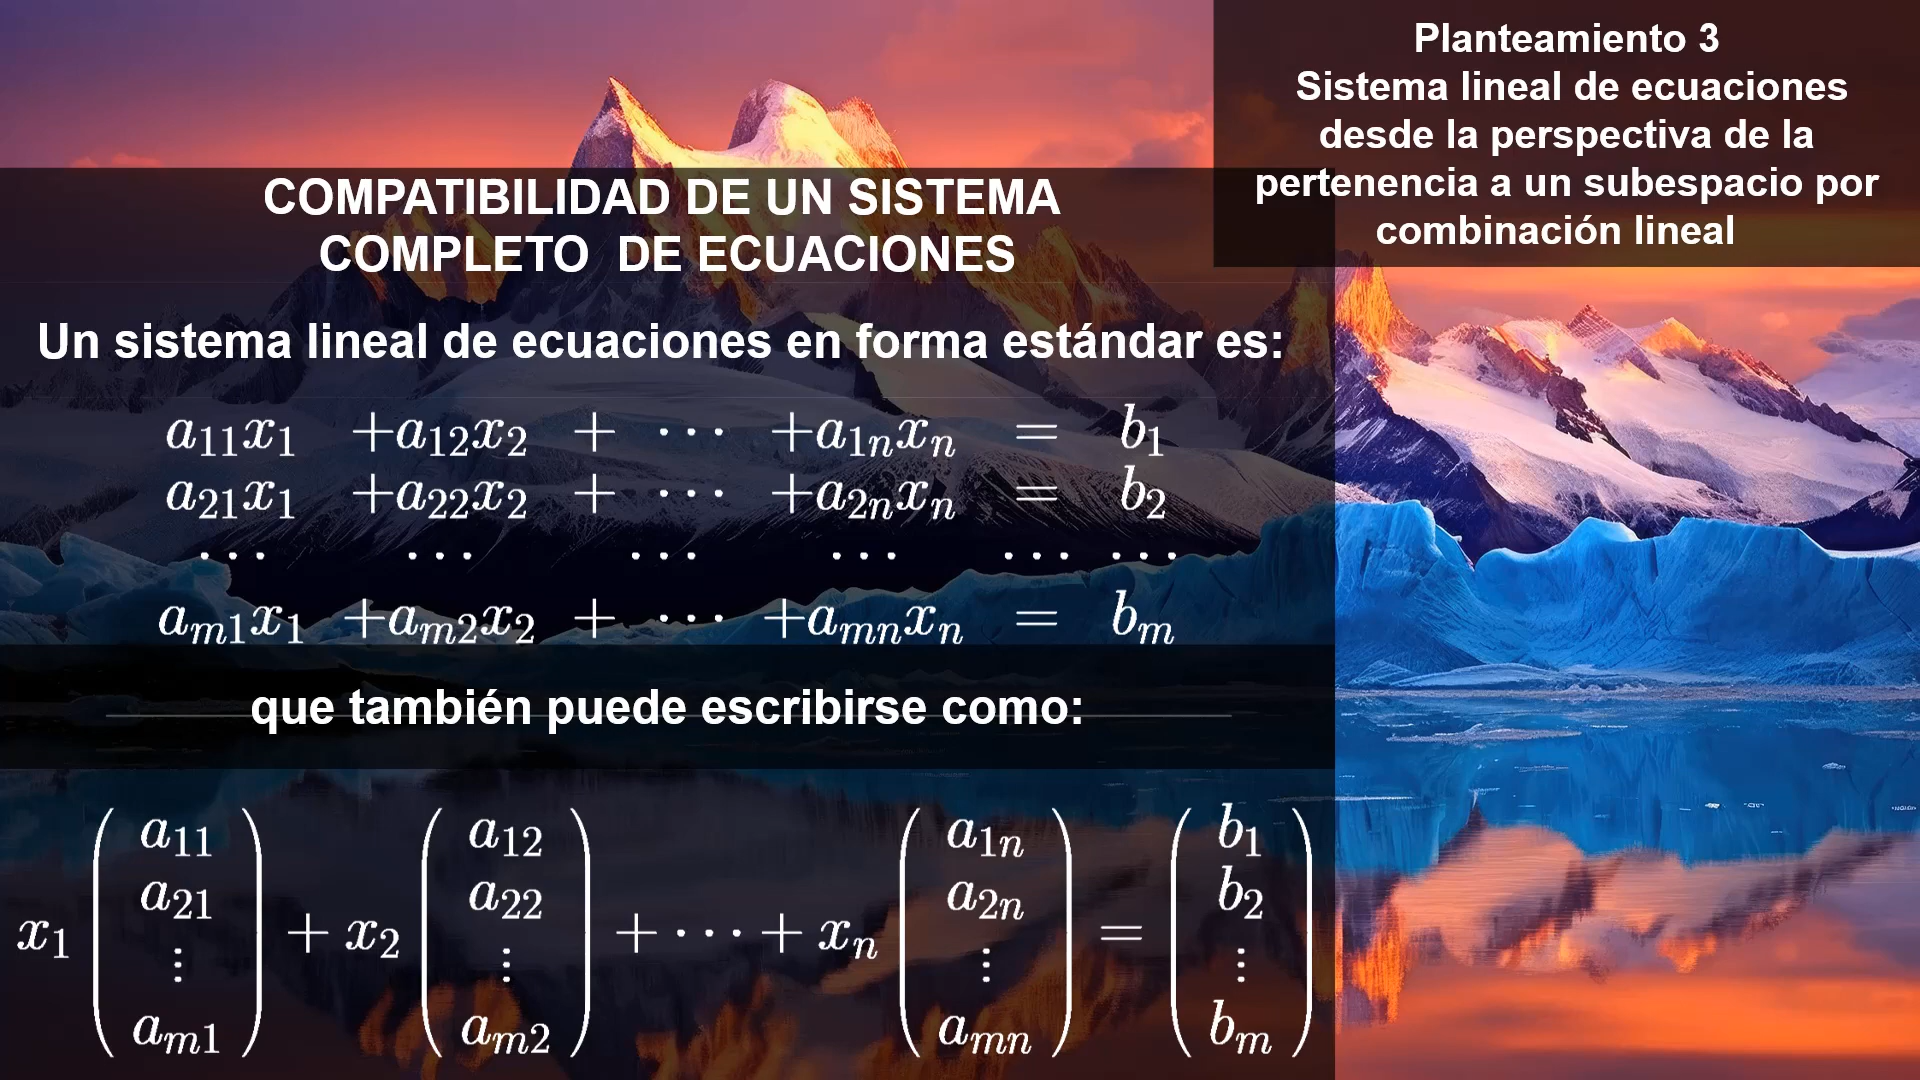 Planteamiento 3
Sistema lineal de ecuaciones
desde la perspectiva de la
pertenencia a un subespacio por
combinación lineal
COMPATIBILIDAD DE UN SISTEMA
COMPLETO DE ECUACIONES
Un sistema lineal de ecuaciones en forma estándar es:
a₁₁x₁ +a₁₂x₂ + ⋯ +a₁ₙxₙ = b₁
a₂₁x₁ +a₂₂x₂ + ⋯ +a₂ₙxₙ = b₂
⋯ ⋯ ⋯ ⋯ ⋯ ⋯
aₘ₁x₁ +aₘ₂x₂ + ⋯ +aₘₙxₙ = bₘ
que también puede escribirse como:
x₁ (a₁₁ a₂₁ ⋮ aₘ₁) + x₂ (a₁₂ a₂₂ ⋮ aₘ₂) + ⋯ + xₙ (a₁ₙ a₂ₙ ⋮ aₘₙ) = (b₁ b₂ ⋮ bₘ)